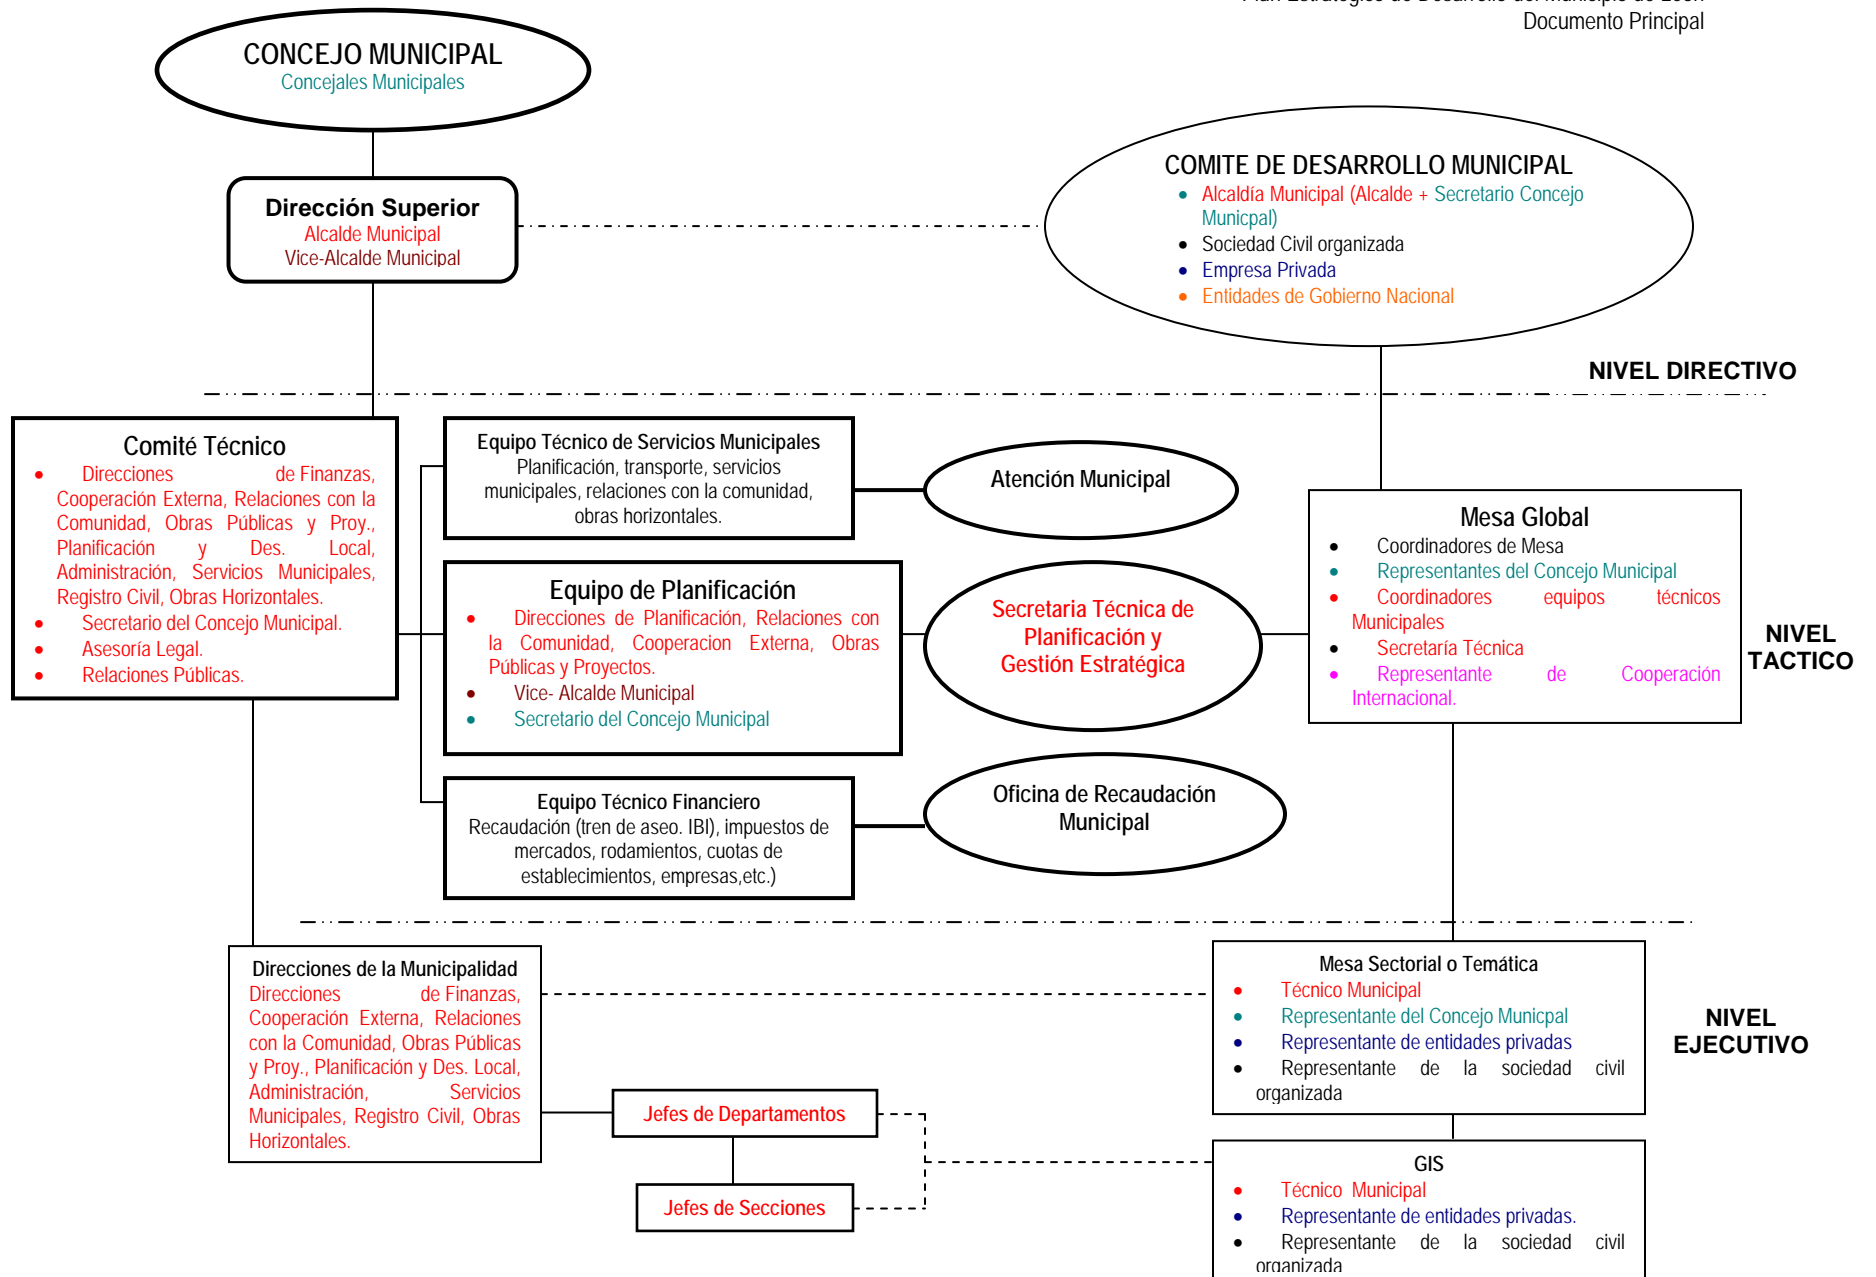 Plan Estratégico de Desarrollo del Municipio de León
Documento Principal
CONCEJO MUNICIPAL
Concejales Municipales
Dirección Superior
Alcalde Municipal
Vice-Alcalde Municipal
COMITE DE DESARROLLO MUNICIPAL
• Alcaldía Municipal (Alcalde + Secretario Concejo
Municpal)
• Sociedad Civil organizada
• Empresa Privada
• Entidades de Gobierno Nacional
NIVEL DIRECTIVO
Comité Técnico
• Direcciones de Finanzas,
Cooperación Externa, Relaciones con la
Comunidad, Obras Públicas y Proy.,
Planificación y Des. Local,
Administración, Servicios Municipales,
Registro Civil, Obras Horizontales.
• Secretario del Concejo Municipal.
• Asesoría Legal.
• Relaciones Públicas.
Equipo Técnico de Servicios Municipales
Planificación, transporte, servicios
municipales, relaciones con la comunidad,
obras horizontales.
Atención Municipal
Equipo de Planificación
• Direcciones de Planificación, Relaciones con
la Comunidad, Cooperacion Externa, Obras
Públicas y Proyectos.
• Vice- Alcalde Municipal
• Secretario del Concejo Municipal
Secretaria Técnica de
Planificación y
Gestión Estratégica
Mesa Global
• Coordinadores de Mesa
• Representantes del Concejo Municipal
• Coordinadores equipos técnicos
Municipales
• Secretaría Técnica
• Representante de Cooperación
Internacional.
NIVEL
TACTICO
Equipo Técnico Financiero
Recaudación (tren de aseo. IBI), impuestos de
mercados, rodamientos, cuotas de
establecimientos, empresas,etc.)
Oficina de Recaudación
Municipal
Direcciones de la Municipalidad
Direcciones de Finanzas,
Cooperación Externa, Relaciones
con la Comunidad, Obras Públicas
y Proy., Planificación y Des. Local,
Administración, Servicios
Municipales, Registro Civil, Obras
Horizontales.
Jefes de Departamentos
Jefes de Secciones
Mesa Sectorial o Temática
• Técnico Municipal
• Representante del Concejo Municpal
• Representante de entidades privadas
• Representante de la sociedad civil
organizada
NIVEL
EJECUTIVO
GIS
• Técnico Municipal
• Representante de entidades privadas.
• Representante de la sociedad civil
organizada